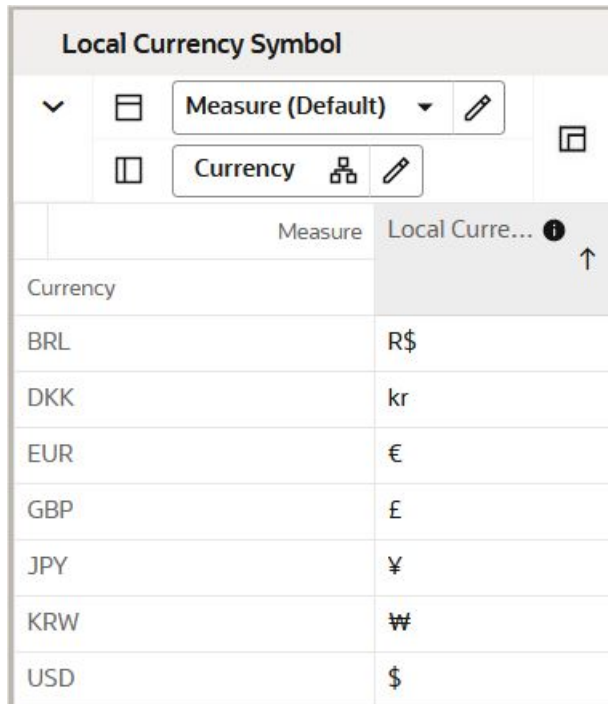 Local Currency Symbol
Measure (Default)
Currency
Measure Local Curre...
Currency
BRL R$
DKK kr
EUR €
GBP £
JPY ¥
KRW ₩
USD $